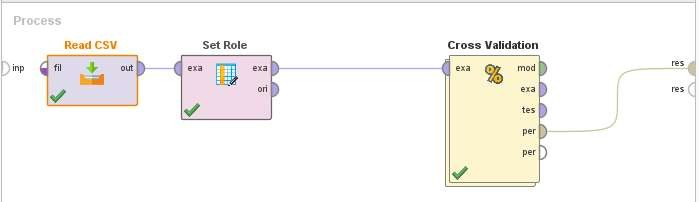 Process
Read CSV
Set Role
Cross Validation
inp
fil
out
exa
exa
ori
exa
mod
exa
tes
per
per
%
res
res